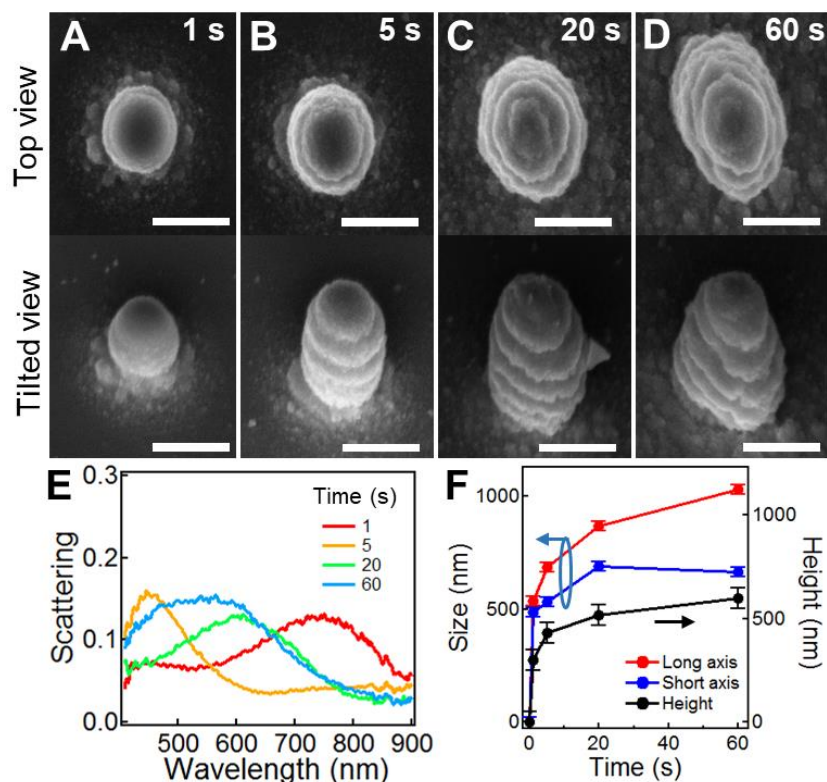 A 1 s
B 5 s
C 20 s
D 60 s
Top view
Tilted view
E
0.3
0.2
0.1
0.0
Scattering
Time (s)
1
5
20
60
500 600 700 800 900
Wavelength (nm)
F
1000
500
0
Size (nm)
1000
500
0
Height (nm)
Long axis
Short axis
Height
0 20 40 60
Time (s)